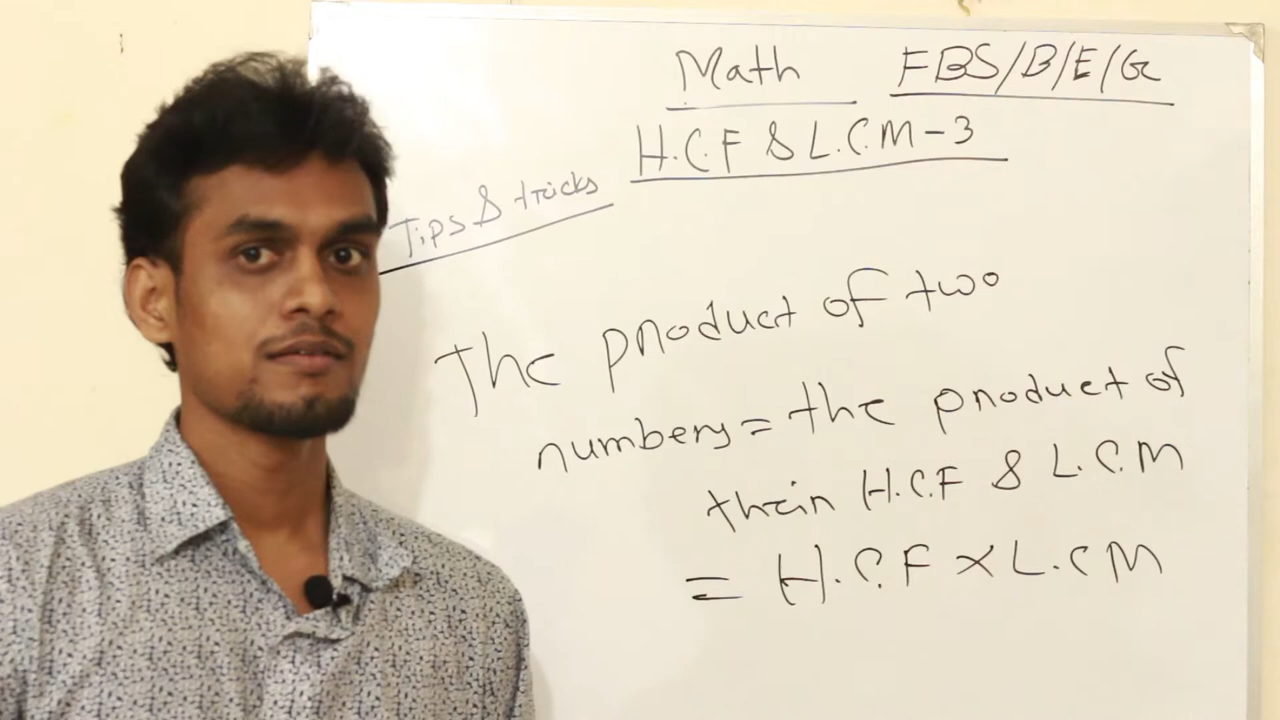 Math FBS/B/E/G
H.C.F & L.C.M-3
Tips & tricks
The product of two
numbers = the product of
their H.C.F & L.C.M
= H.C.F × L.C M